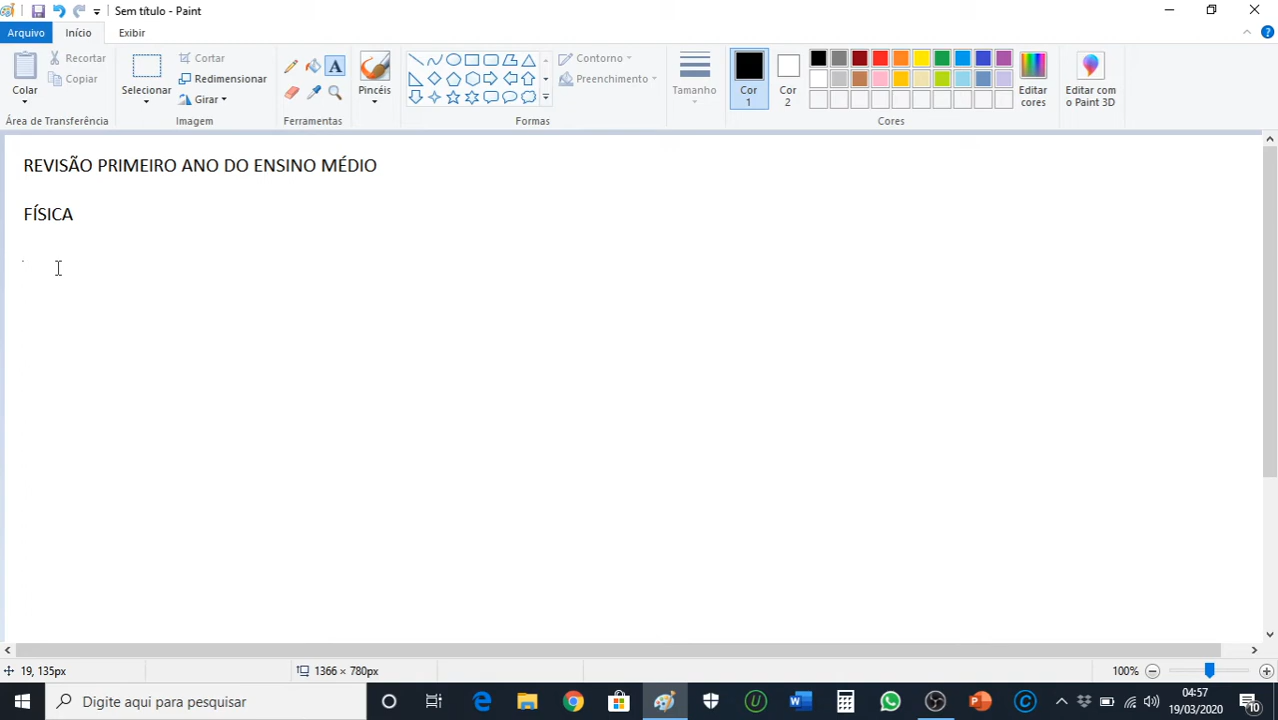 Sem título - Paint
Arquivo
Início
Exibir
Colar
Recortar
Copiar
Área de Transferência
Selecionar
Cortar
Redimensionar
Girar
Imagem
A
Ferramentas
Pincéis
Contorno
Preenchimento
Formas
Tamanho
Cor
1
Cor
2
Editar
cores
Cores
Editar com
o Paint 3D
REVISÃO PRIMEIRO ANO DO ENSINO MÉDIO
FÍSICA
19, 135px
1366 × 780px
100%
Digite aqui para pesquisar
04:57
19/03/2020
10